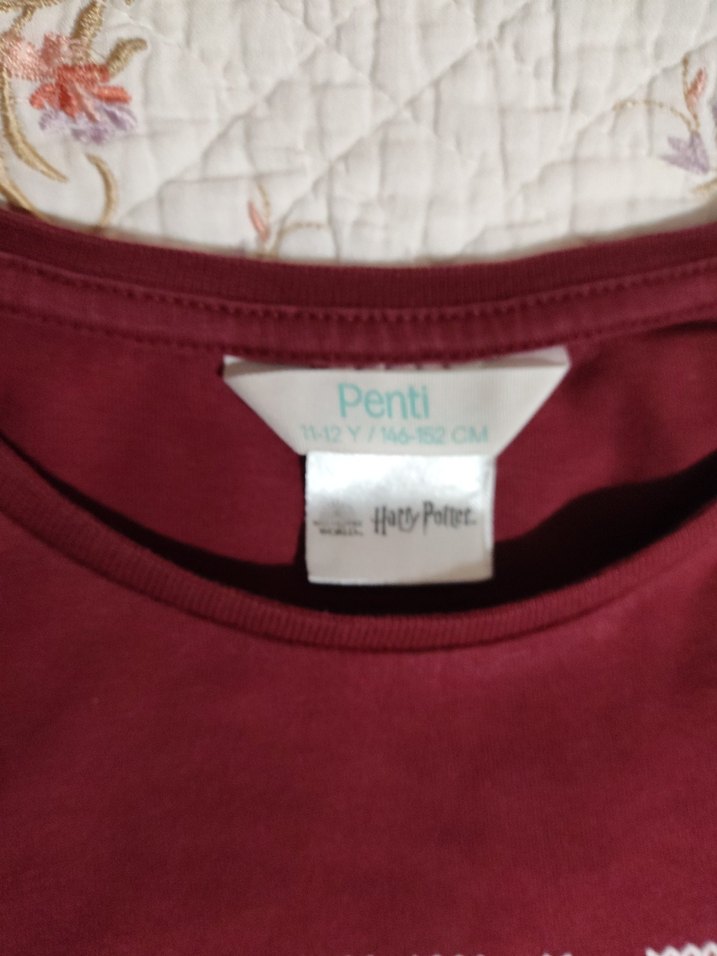 Penti
11-12 Y / 146-152 CM
Harry Potter